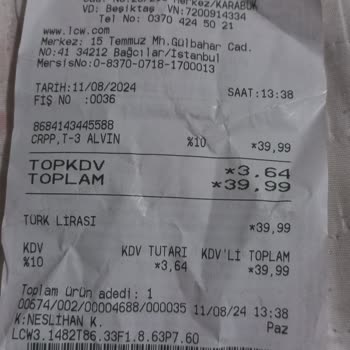 Merkez/KARABÜK
VD: Beşiktaş VN:7200914334
Tel No: 0370 424 50 21
www.lcw.com
Merkez: 15 Temmuz Mh.Gülbahar Cad.
NO:41 34212 Bağcılar/İstanbul
MersisNo:0-8370-0718-1700013
TARİH:11/08/2024 SAAT:13:38
FİŞ NO :0036
8684143445588
CRPP,T-3 ALVIN %10 *39,99
TOPKDV *3,64
TOPLAM *39,99
TÜRK LİRASI *39,99
KDV KDV TUTARI KDV'Lİ TOPLAM
%10 *3,64 *39,99
Toplam ürün adedi: 1
00674/002/00004688/000035 11/08/24 13:38
K:NESLİHAN K. Paz
LCW3.1482T86.33F1.8.63P7.60